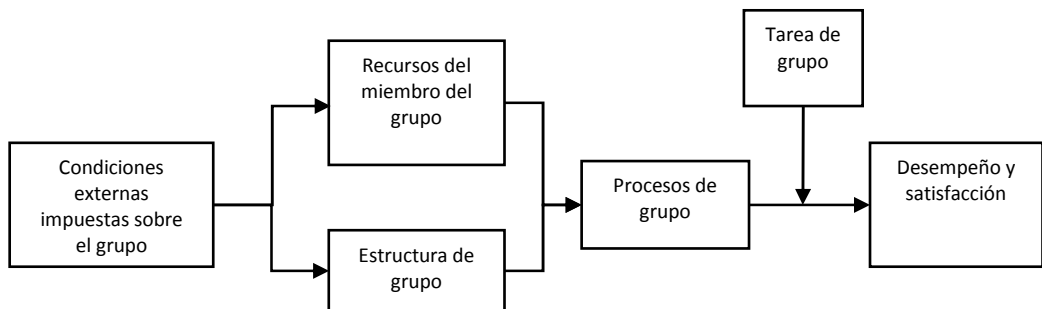 Condiciones
externas
impuestas sobre
el grupo
Recursos del
miembro del
grupo
Estructura de
grupo
Procesos de
grupo
Tarea de
grupo
Desempeño y
satisfacción